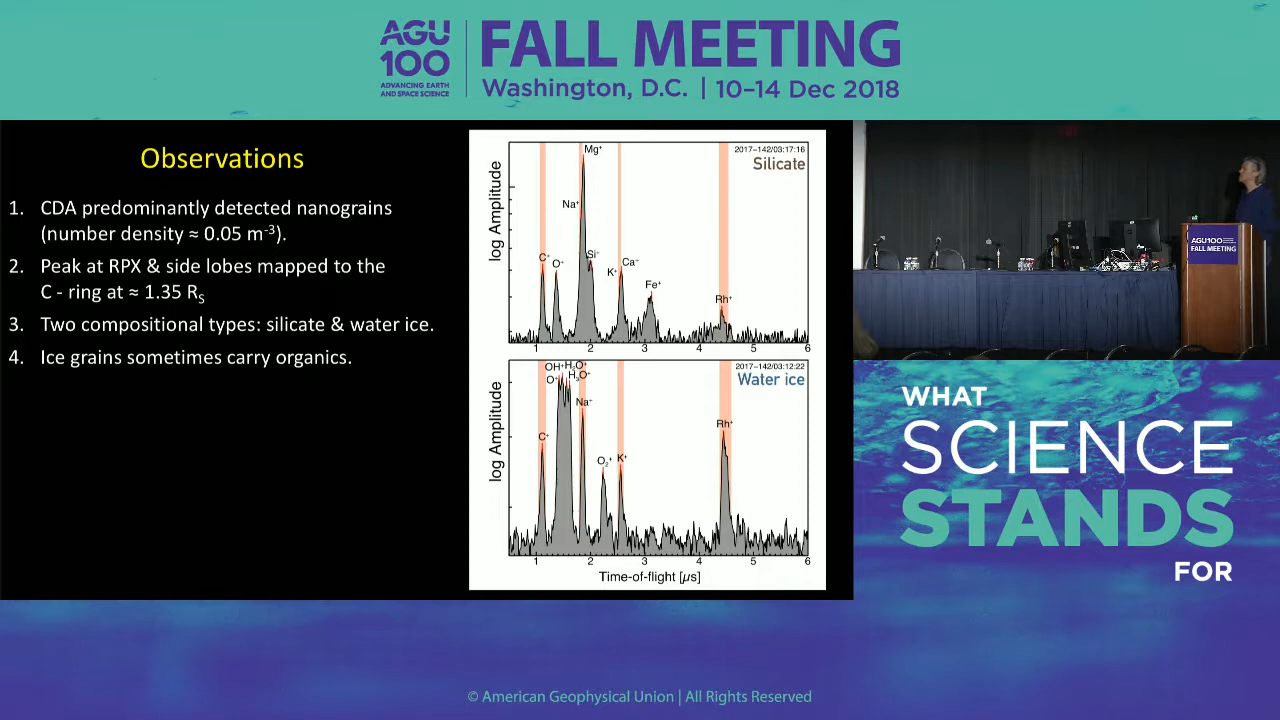 AGU
100
ADVANCING EARTH
AND SPACE SCIENCE
FALL MEETING
Washington, D.C. | 10–14 Dec 2018
Observations
1. CDA predominantly detected nanograins
(number density ≈ 0.05 m⁻³).
2. Peak at RPX & side lobes mapped to the
C - ring at ≈ 1.35 R_S
3. Two compositional types: silicate & water ice.
4. Ice grains sometimes carry organics.
2017−142/03:17:16
Silicate
log Amplitude
Mg⁺
Na⁺
C⁺
O⁺
Si⁺
K⁺
Ca⁺
Fe⁺
Rh⁺
1 2 3 4 5 6
2017−142/03:12:22
Water ice
log Amplitude
OH⁺
H₂O⁺
O⁺
H₃O⁺
Na⁺
C⁺
O₂⁺
K⁺
Rh⁺
1 2 3 4 5 6
Time-of-flight [µs]
AGU100
FALL MEETING
WHAT
SCIENCE
STANDS
FOR
© American Geophysical Union | All Rights Reserved